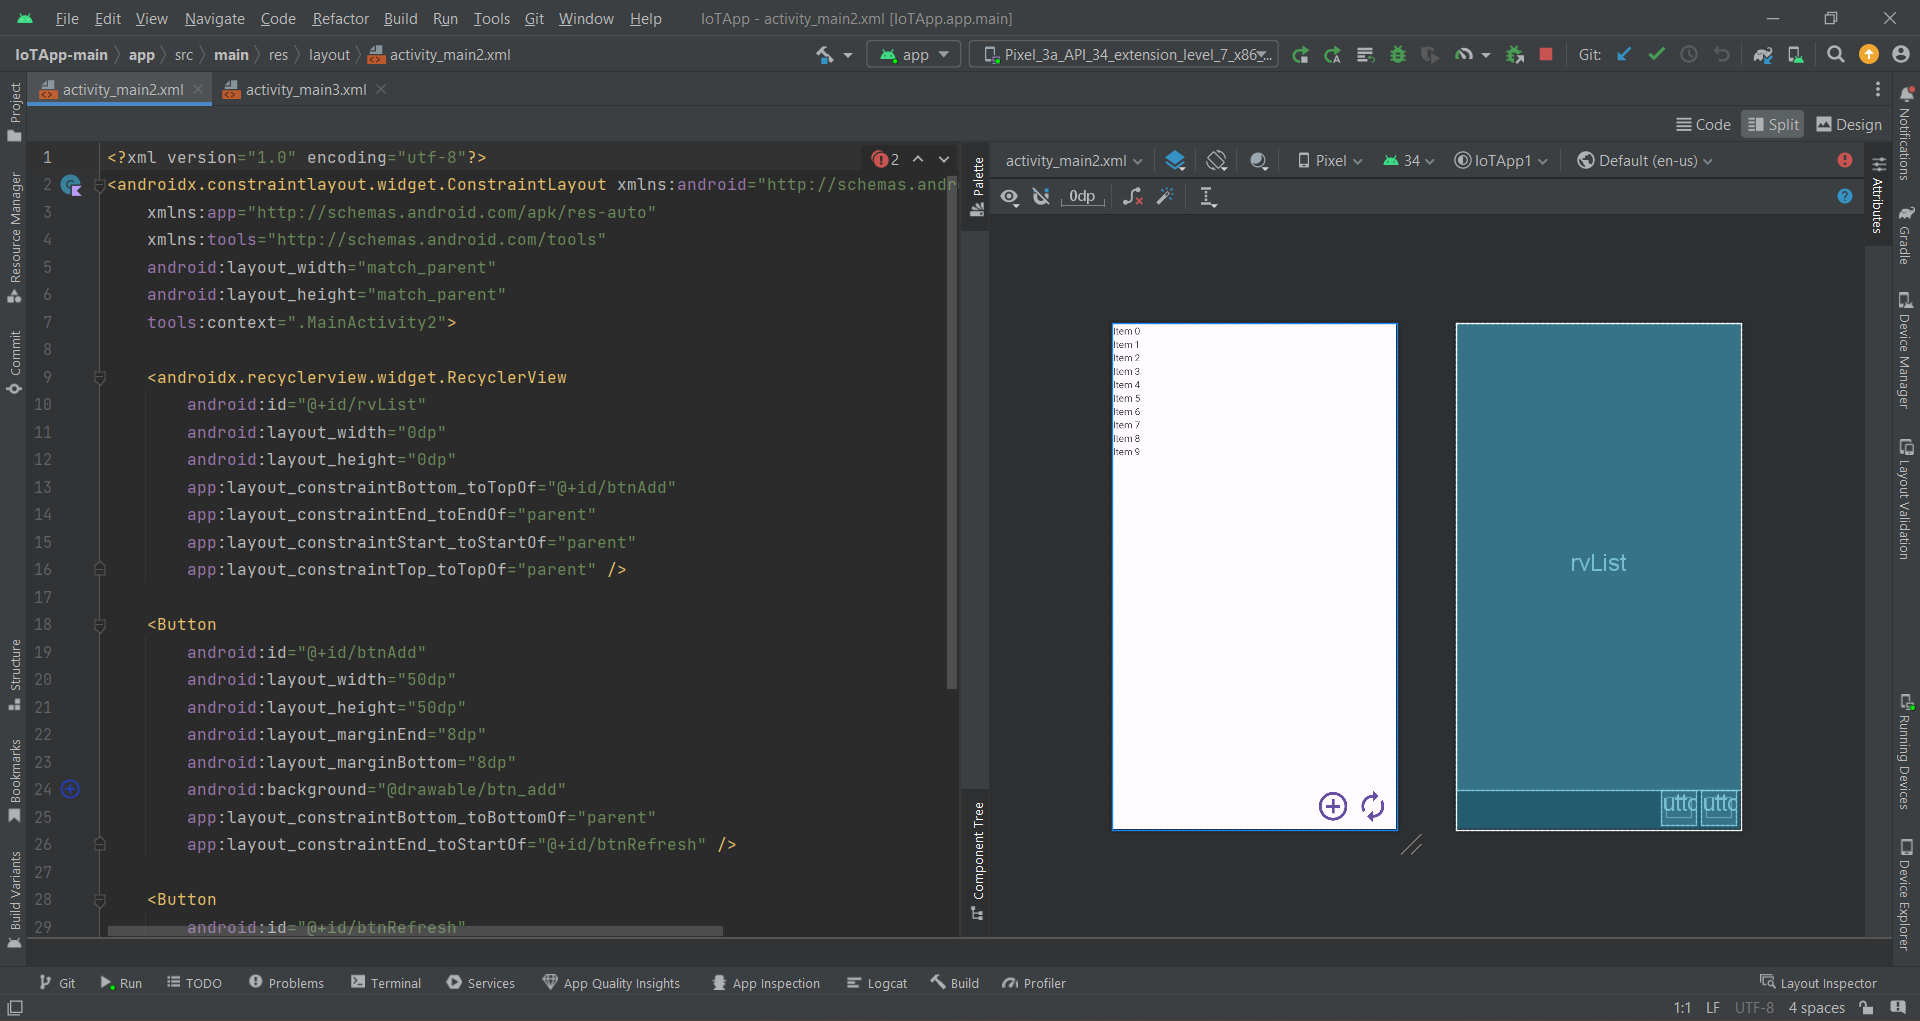 File Edit View Navigate Code Refactor Build Run Tools Git Window Help IoTApp - activity_main2.xml [IoTApp.app.main]
IoTApp-main app src main res layout activity_main2.xml app Pixel_3a_API_34_extension_level_7_x86_... Git:
activity_main2.xml activity_main3.xml
Code Split Design
activity_main2.xml Pixel 34 IoTApp1 Default (en-us)
0dp
2
1 <?xml version="1.0" encoding="utf-8"?>
2 <androidx.constraintlayout.widget.ConstraintLayout xmlns:android="http://schemas.andr
3 xmlns:app="http://schemas.android.com/apk/res-auto"
4 xmlns:tools="http://schemas.android.com/tools"
5 android:layout_width="match_parent"
6 android:layout_height="match_parent"
7 tools:context=".MainActivity2">
8
9 <androidx.recyclerview.widget.RecyclerView
10 android:id="@+id/rvList"
11 android:layout_width="0dp"
12 android:layout_height="0dp"
13 app:layout_constraintBottom_toTopOf="@+id/btnAdd"
14 app:layout_constraintEnd_toEndOf="parent"
15 app:layout_constraintStart_toStartOf="parent"
16 app:layout_constraintTop_toTopOf="parent" />
17
18 <Button
19 android:id="@+id/btnAdd"
20 android:layout_width="50dp"
21 android:layout_height="50dp"
22 android:layout_marginEnd="8dp"
23 android:layout_marginBottom="8dp"
24 android:background="@drawable/btn_add"
25 app:layout_constraintBottom_toBottomOf="parent"
26 app:layout_constraintEnd_toStartOf="@+id/btnRefresh" />
27
28 <Button
29 android:id="@+id/btnRefresh"
Project
Resource Manager
Commit
Structure
Bookmarks
Build Variants
Palette
Component Tree
Item 0
Item 1
Item 2
Item 3
Item 4
Item 5
Item 6
Item 7
Item 8
Item 9
rvList
utto utto
Attributes
Notifications
Gradle
Device Manager
Layout Validation
Running Devices
Device Explorer
Git Run TODO Problems Terminal Services App Quality Insights App Inspection Logcat Build Profiler Layout Inspector
1:1 LF UTF-8 4 spaces